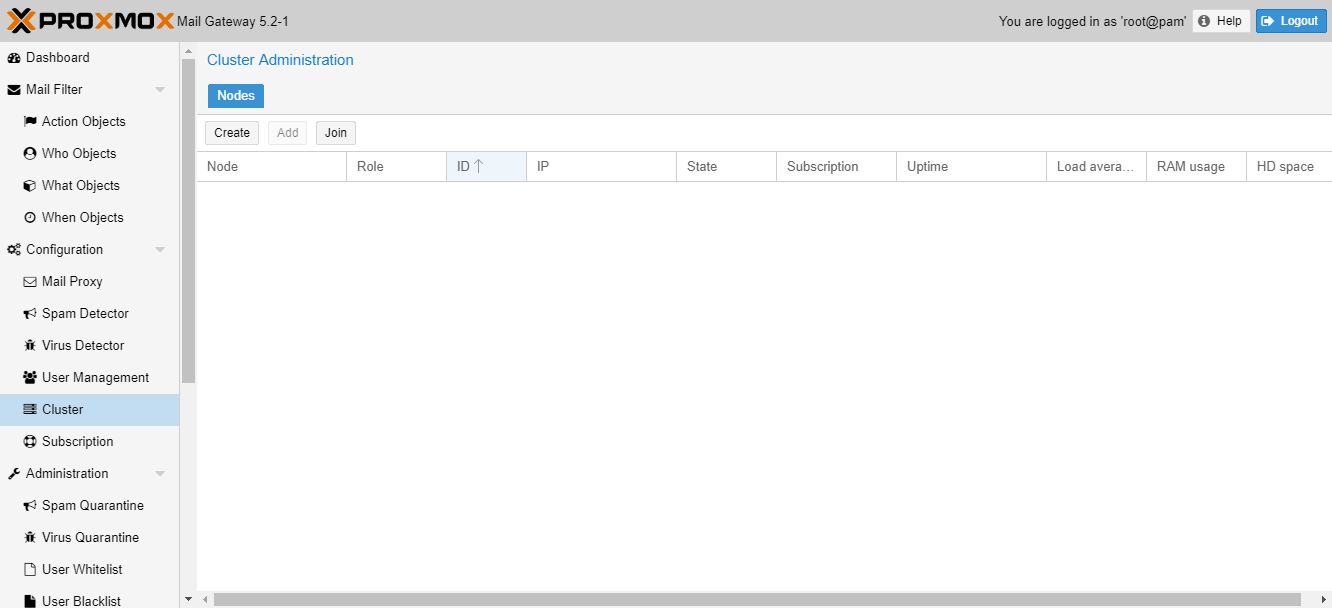 PROXMOX Mail Gateway 5.2-1 You are logged in as 'root@pam' Help Logout
Dashboard
Mail Filter
Action Objects
Who Objects
What Objects
When Objects
Configuration
Mail Proxy
Spam Detector
Virus Detector
User Management
Cluster
Subscription
Administration
Spam Quarantine
Virus Quarantine
User Whitelist
User Blacklist
Cluster Administration
Nodes
Create Add Join
Node Role ID IP State Subscription Uptime Load avera... RAM usage HD space